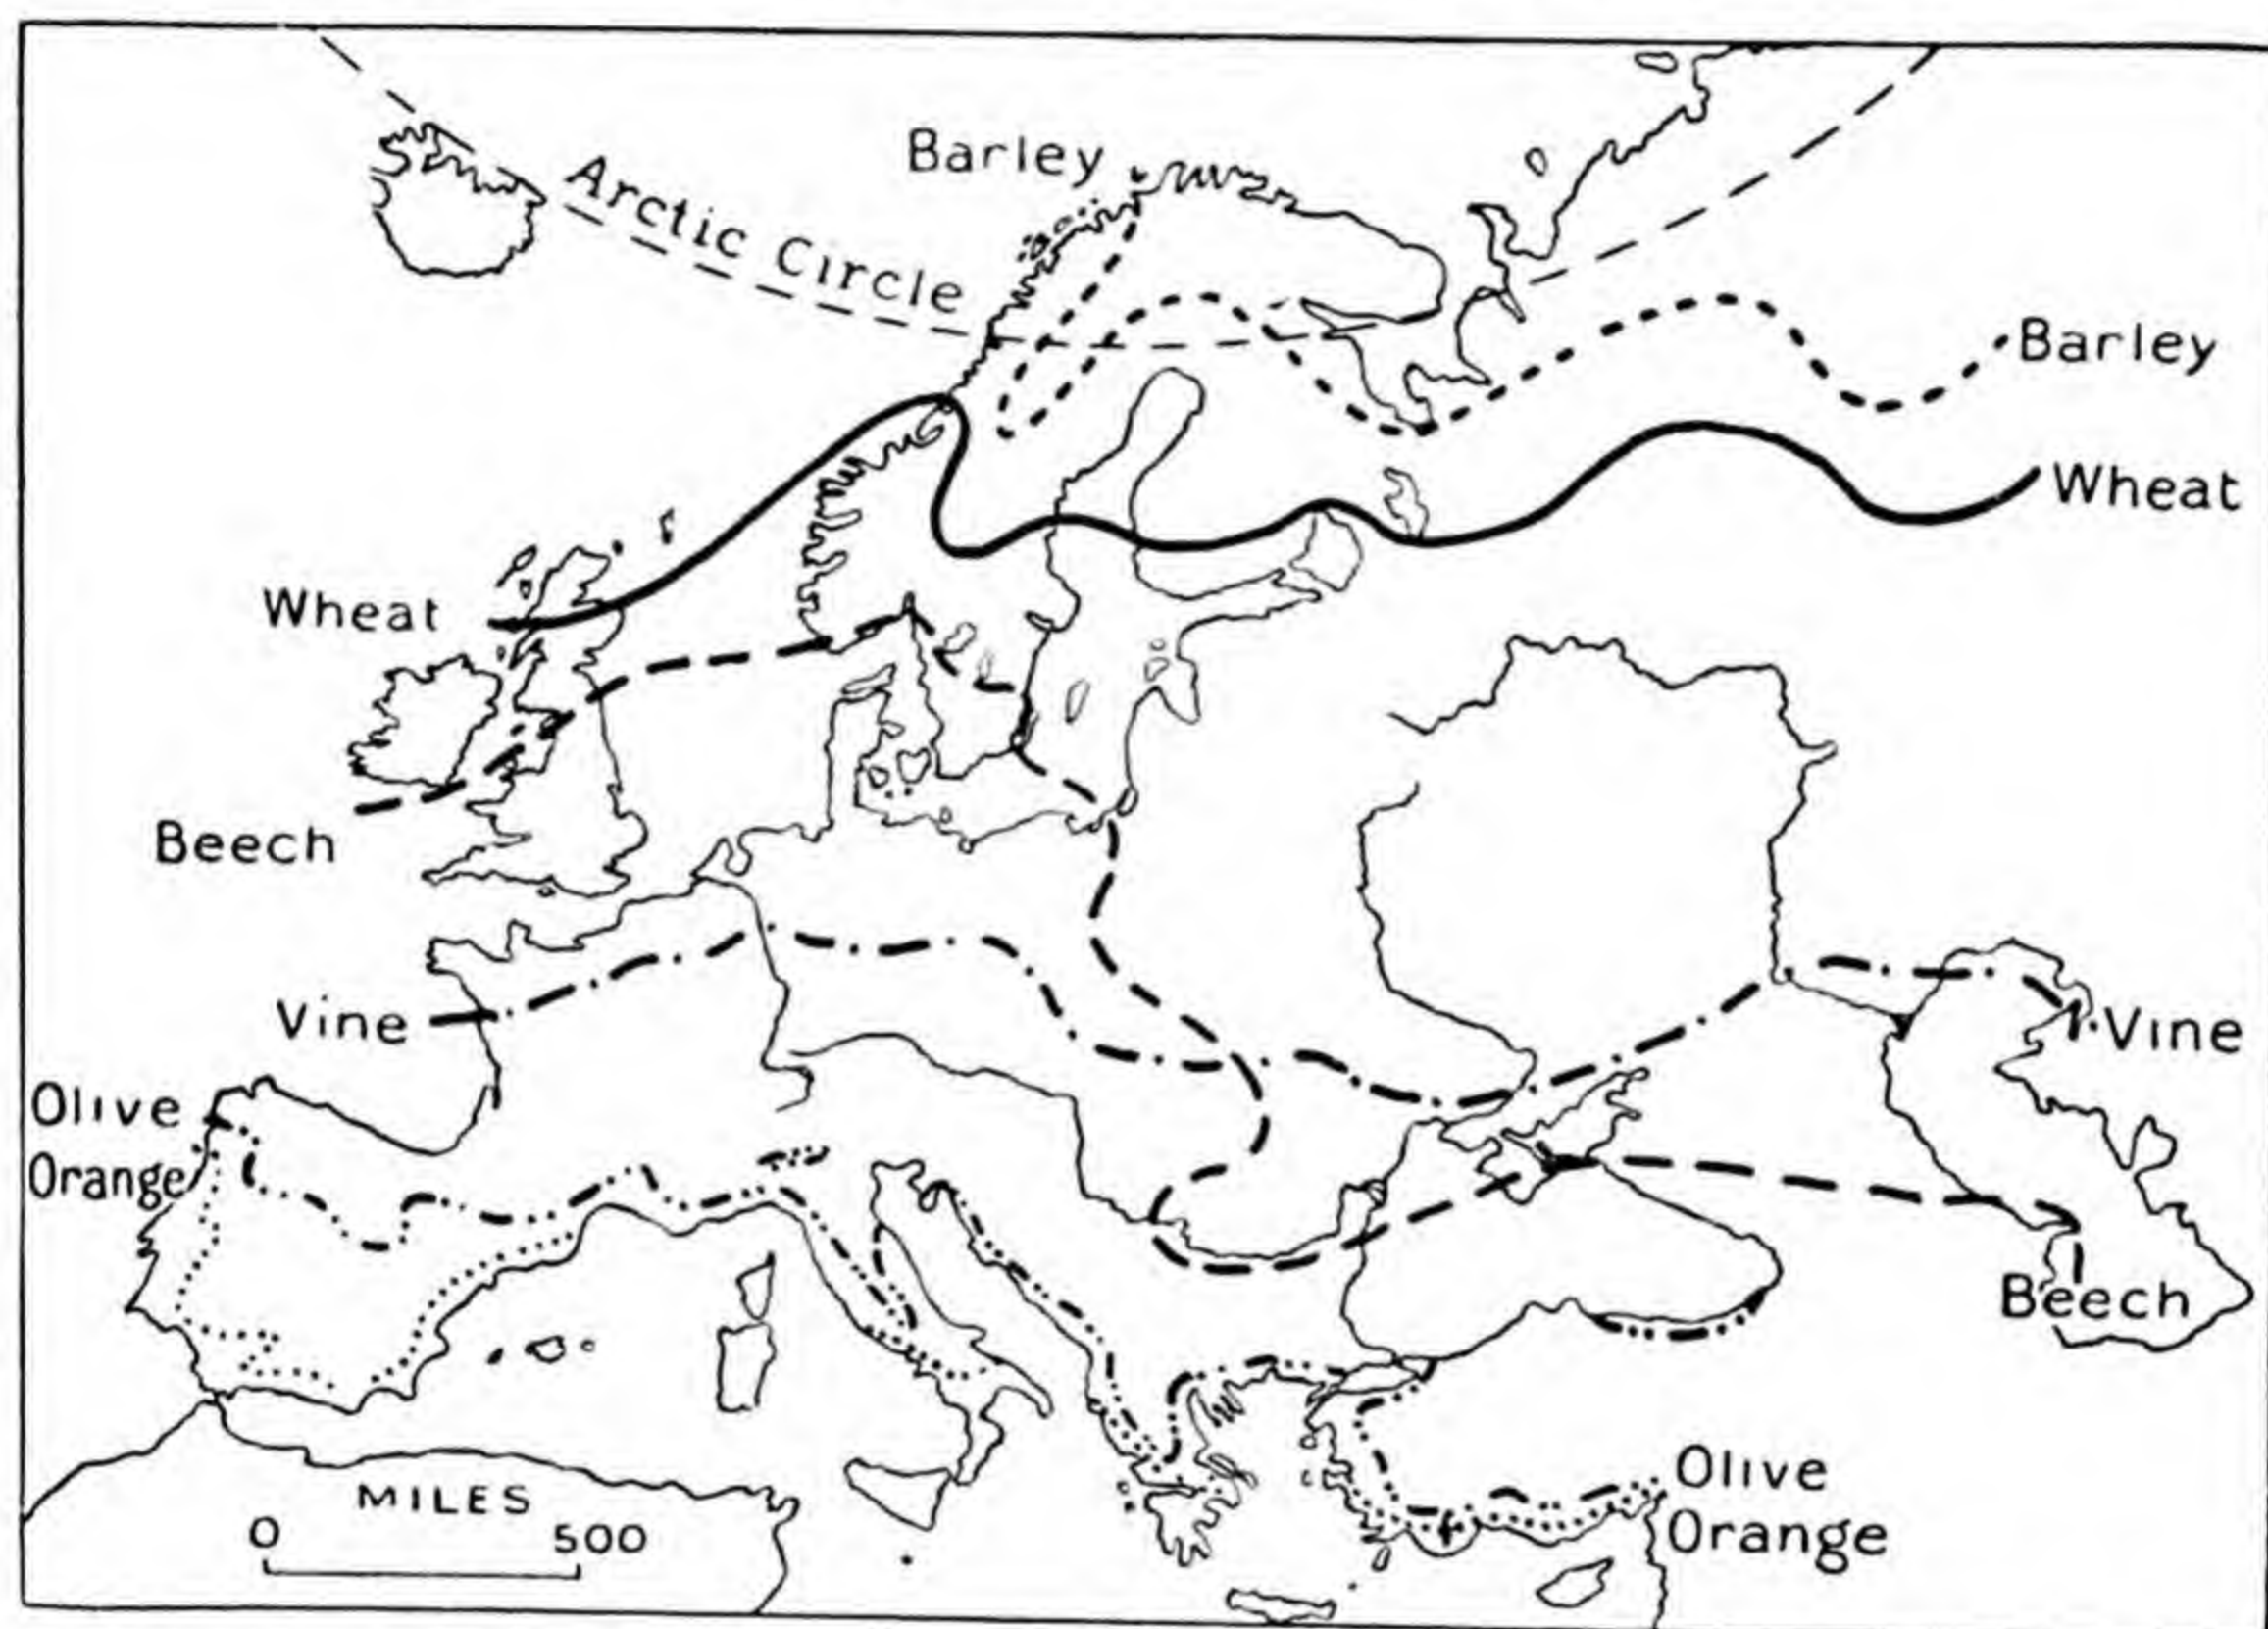 Barley
Arctic Circle
Barley
Wheat
Wheat
Beech
Vine
Vine
Olive
Orange
Beech
Olive
Orange
MILES
0 500